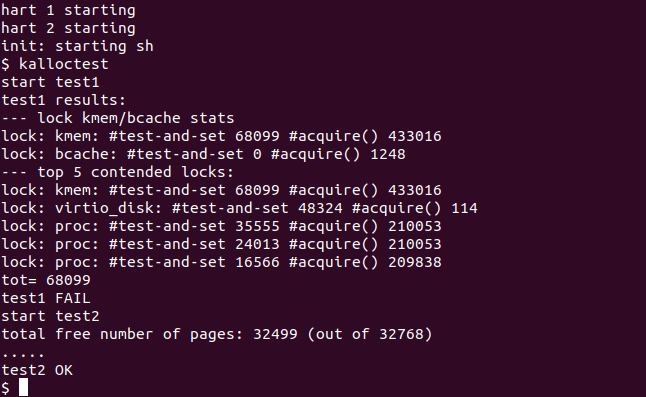 hart 1 starting
hart 2 starting
init: starting sh
$ kalloctest
start test1
test1 results:
--- lock kmem/bcache stats
lock: kmem: #test-and-set 68099 #acquire() 433016
lock: bcache: #test-and-set 0 #acquire() 1248
--- top 5 contended locks:
lock: kmem: #test-and-set 68099 #acquire() 433016
lock: virtio_disk: #test-and-set 48324 #acquire() 114
lock: proc: #test-and-set 35555 #acquire() 210053
lock: proc: #test-and-set 24013 #acquire() 210053
lock: proc: #test-and-set 16566 #acquire() 209838
tot= 68099
test1 FAIL
start test2
total free number of pages: 32499 (out of 32768)
.....
test2 OK
$